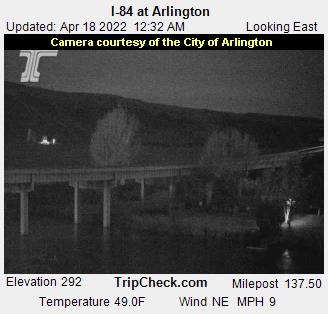 I-84 at Arlington
Updated: Apr 18 2022 12:32 AM Looking East
Camera courtesy of the City of Arlington
Elevation 292 TripCheck.com Milepost 137.50
Temperature 49.0F Wind NE MPH 9